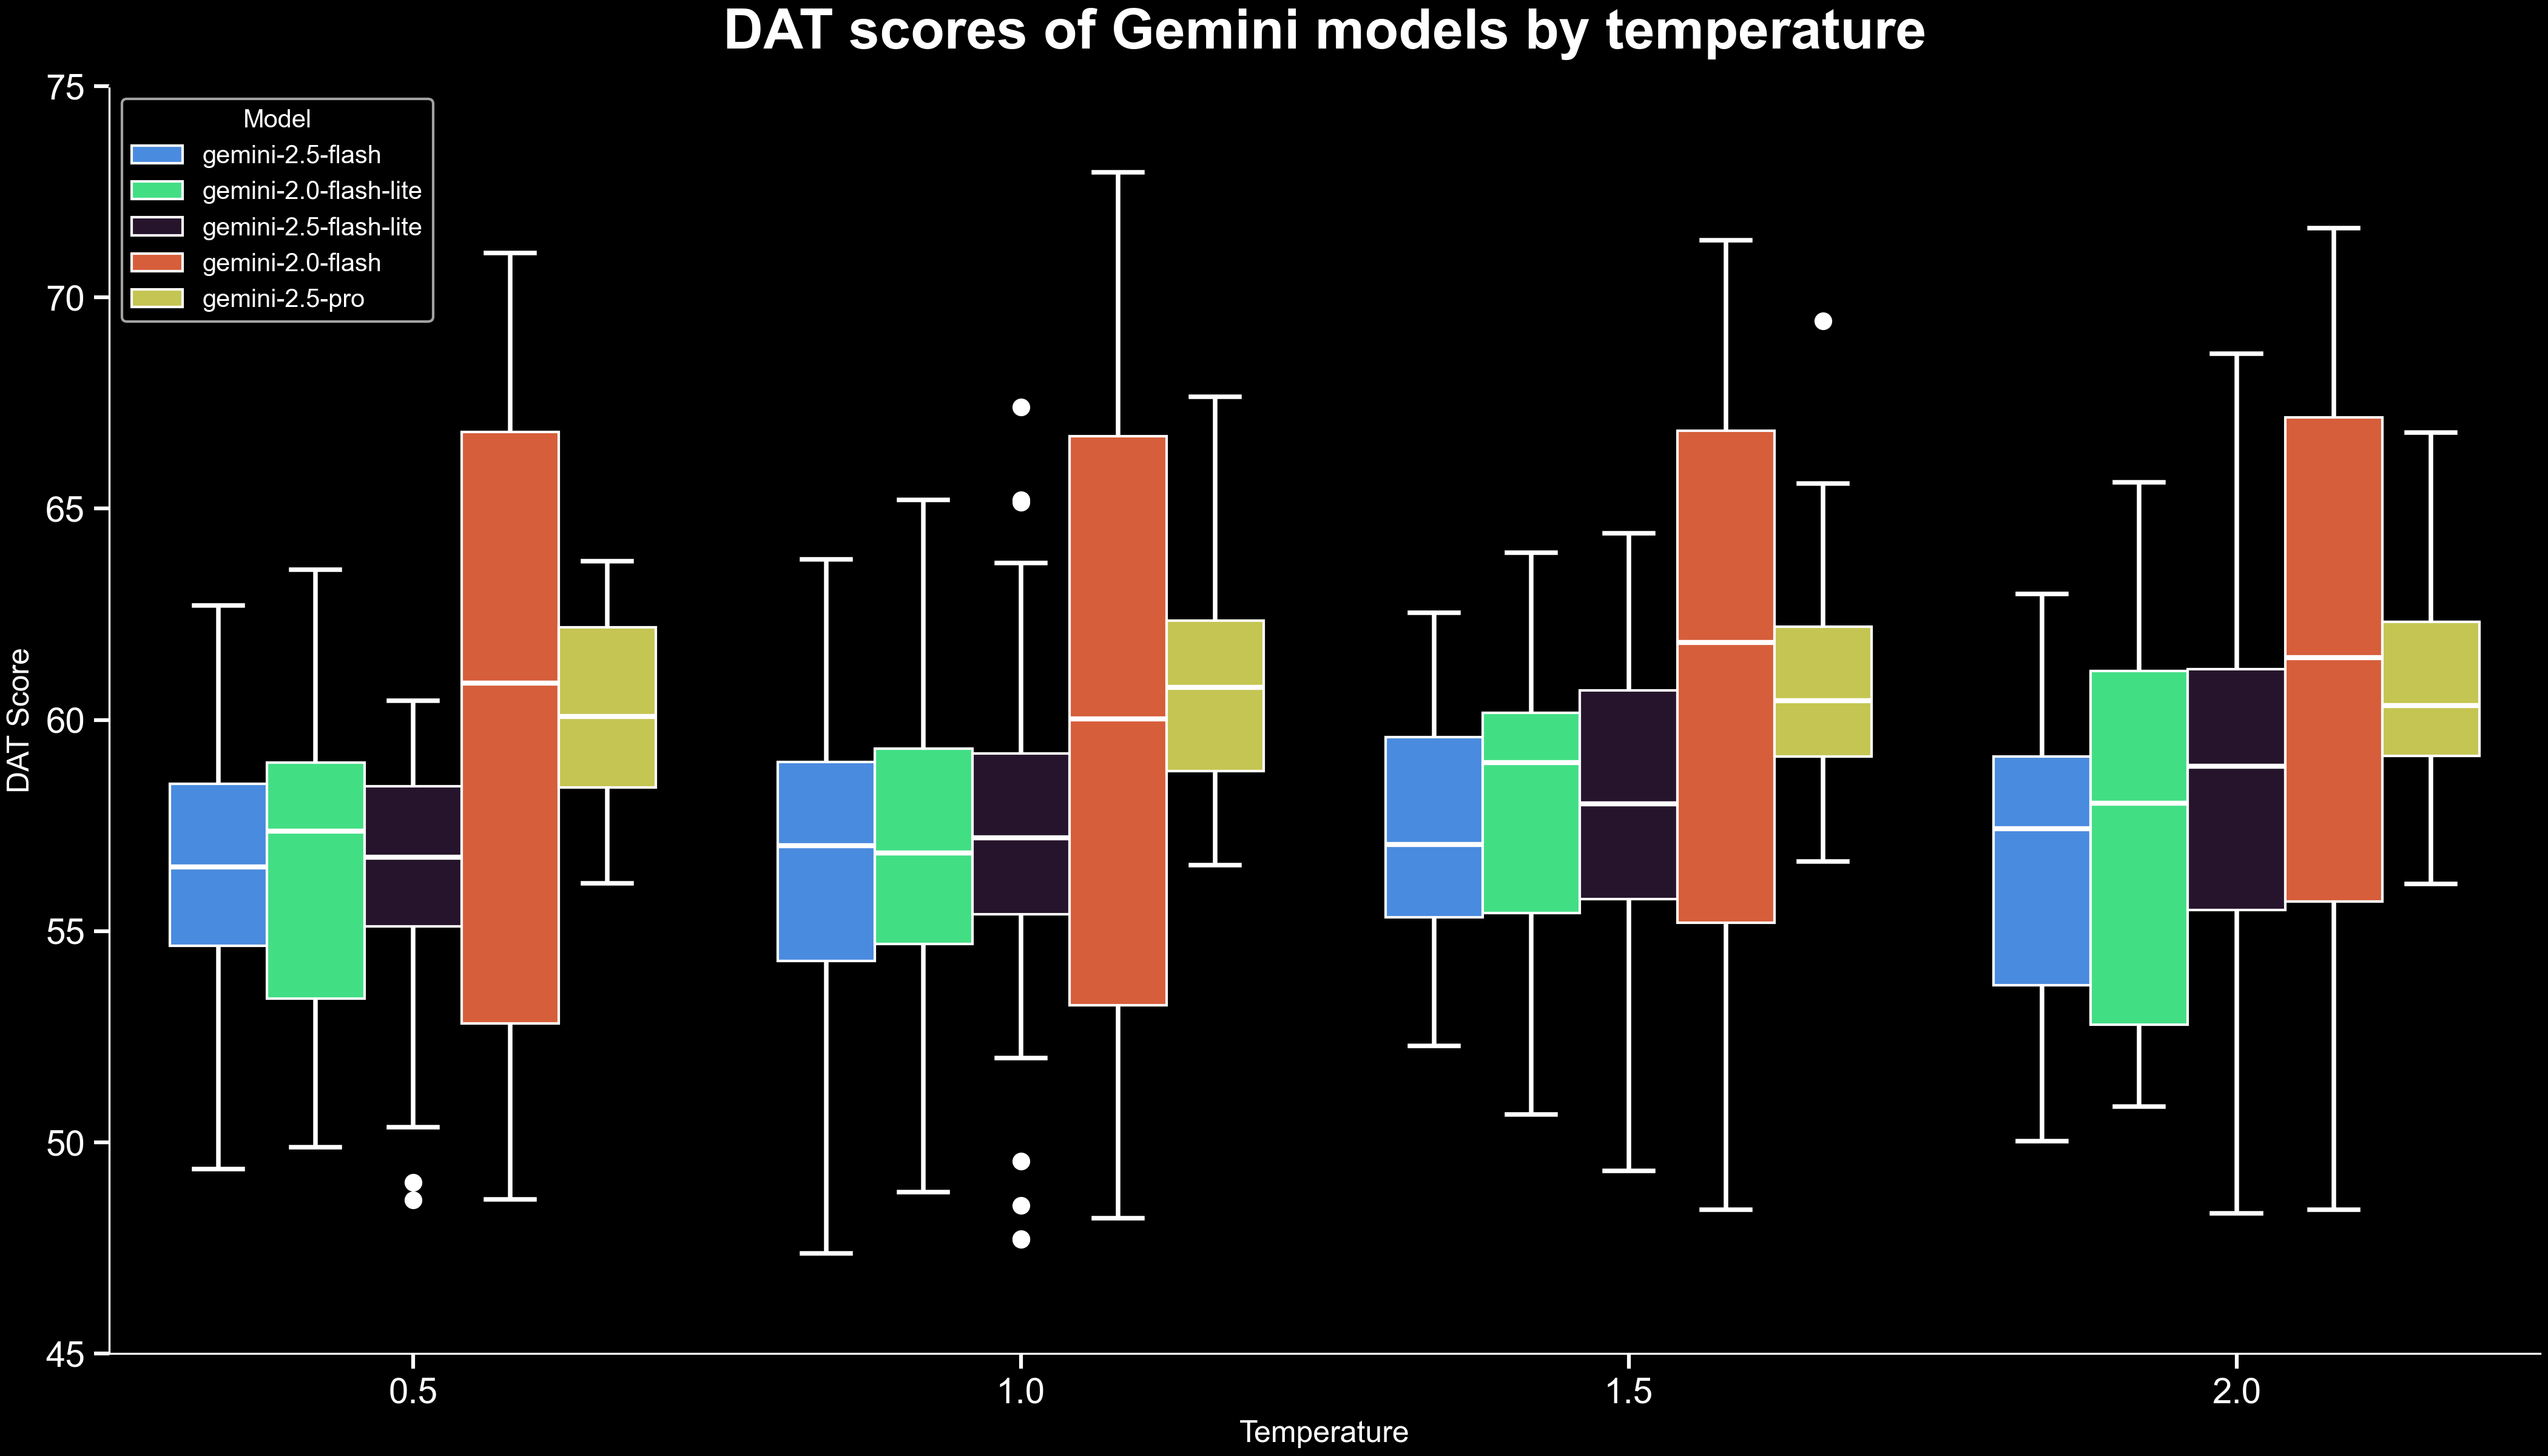 DAT scores of Gemini models by temperature
75
70
65
60
55
50
45
DAT Score
Model
gemini-2.5-flash
gemini-2.0-flash-lite
gemini-2.5-flash-lite
gemini-2.0-flash
gemini-2.5-pro
0.5 1.0 1.5 2.0
Temperature